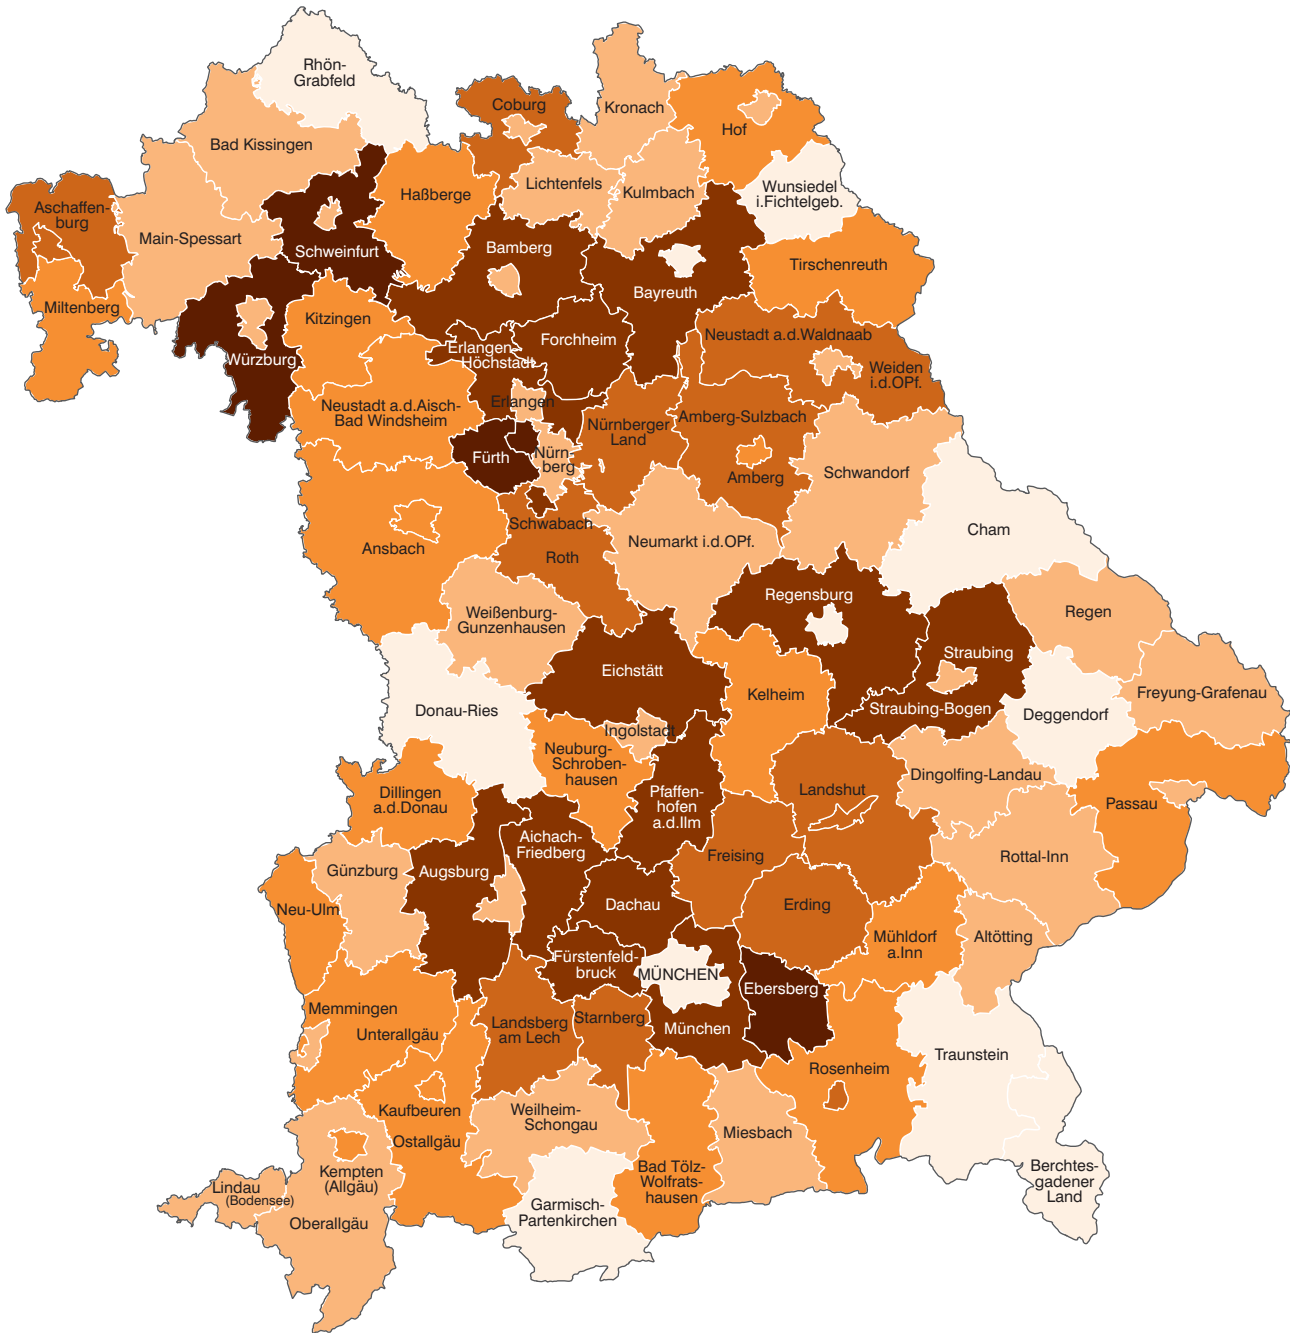 Rhön-
Grabfeld
Coburg
Kronach
Hof
Bad Kissingen
Lichtenfels
Kulmbach
Wunsiedel
i.Fichtelgeb.
Haßberge
Aschaffen-
burg
Main-Spessart
Schweinfurt
Bamberg
Bayreuth
Tirschenreuth
Miltenberg
Kitzingen
Würzburg
Erlangen-
Höchstadt
Forchheim
Neustadt a.d.Waldnaab
Weiden
i.d.OPf.
Neustadt a.d.Aisch-
Bad Windsheim
Erlangen
Nürnberger
Land
Amberg-Sulzbach
Fürth
Nürn-
berg
Amberg
Schwandorf
Ansbach
Schwabach
Roth
Neumarkt i.d.OPf.
Cham
Weißenburg-
Gunzenhausen
Regensburg
Regen
Eichstätt
Straubing
Kelheim
Straubing-Bogen
Freyung-Grafenau
Donau-Ries
Deggendorf
Ingolstadt
Neuburg-
Schroben-
hausen
Dillingen
a.d.Donau
Pfaffen-
hofen
a.d.Ilm
Landshut
Dingolfing-Landau
Passau
Aichach-
Friedberg
Günzburg
Augsburg
Freising
Rottal-Inn
Neu-Ulm
Dachau
Erding
Mühldorf
a.Inn
Altötting
Fürstenfeld-
bruck
MÜNCHEN
Ebersberg
Memmingen
Unterallgäu
Landsberg
am Lech
Starnberg
München
Rosenheim
Traunstein
Kaufbeuren
Ostallgäu
Weilheim-
Schongau
Miesbach
Kempten
(Allgäu)
Bad Tölz-
Wolfrats-
hausen
Berchtes-
gadener
Land
Lindau
(Bodensee)
Oberallgäu
Garmisch-
Partenkirchen